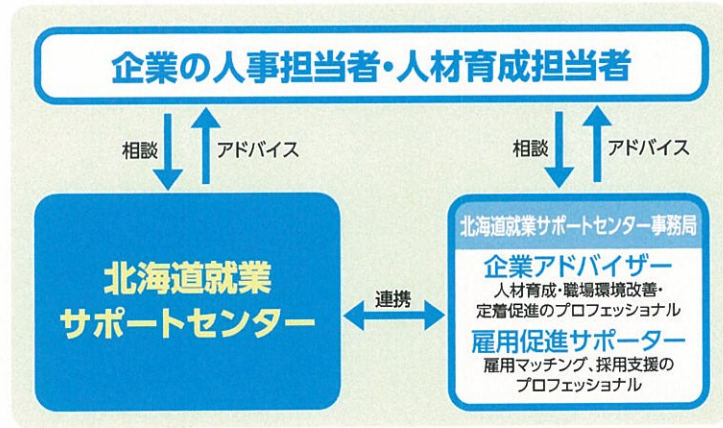 企業の人事担当者・人材育成担当者
相談
アドバイス
相談
アドバイス
北海道就業
サポートセンター
連携
北海道就業サポートセンター事務局
企業アドバイザー
人材育成・職場環境改善・
定着促進のプロフェッショナル
雇用促進サポーター
雇用マッチング、採用支援の
プロフェッショナル